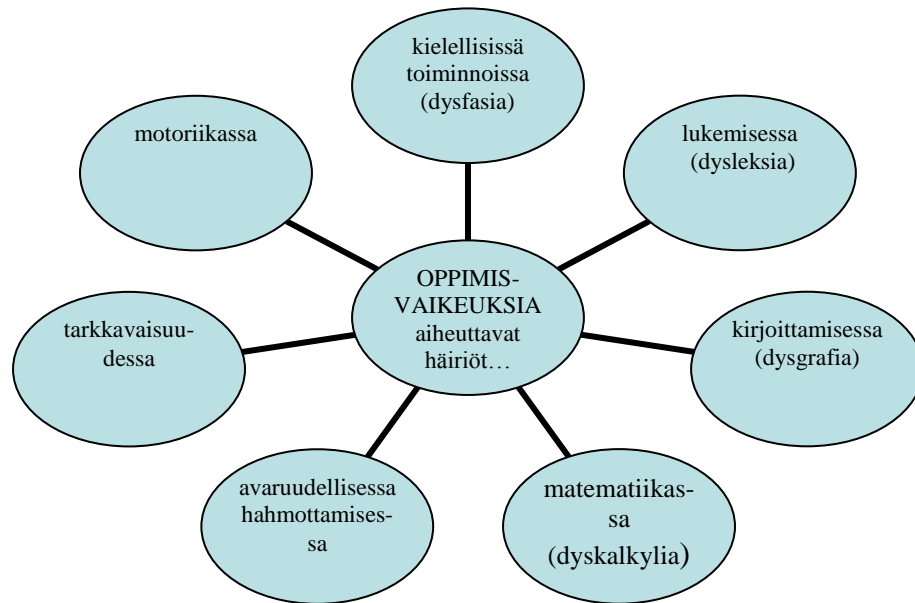 kielellisissä
toiminnoissa
(dysfasia)
motoriikassa
lukemisessa
(dysleksia)
OPPIMIS-
VAIKEUKSIA
aiheuttavat
häiriöt…
tarkkavaisuu-
dessa
kirjoittamisessa
(dysgrafia)
avaruudellisessa
hahmottamises-
sa
matematiikas-
sa
(dyskalkylia)